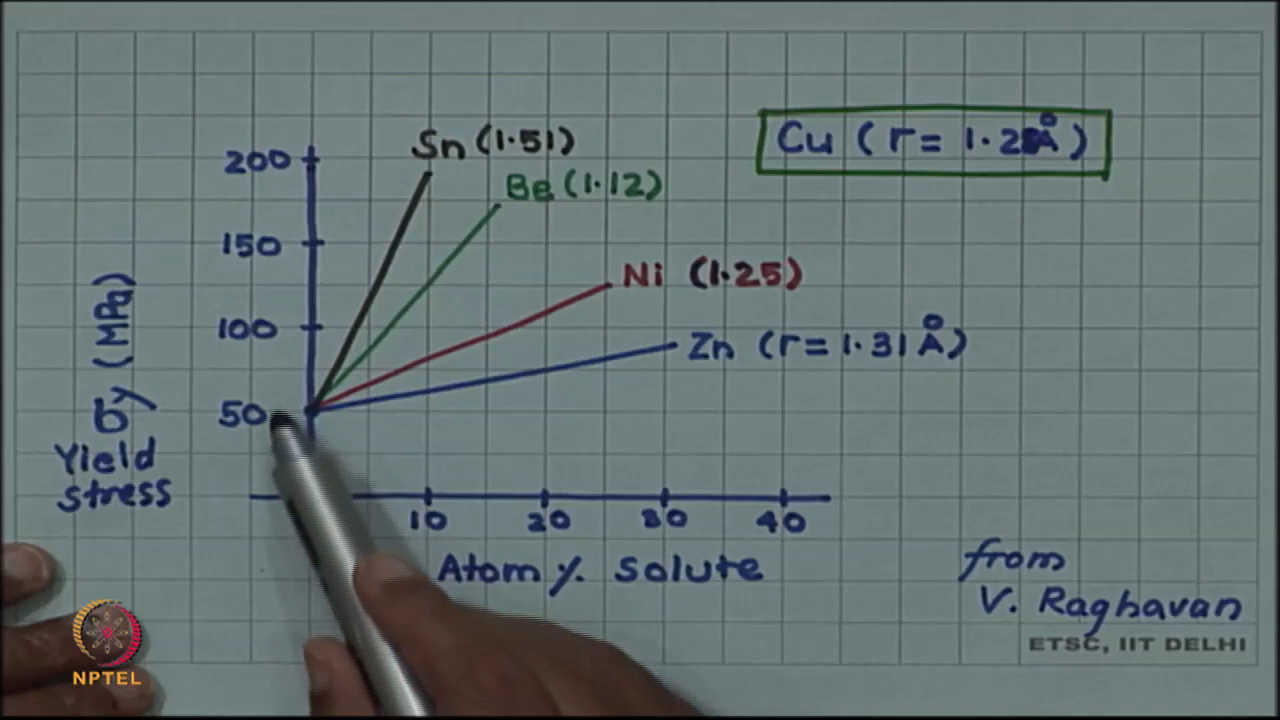 Cu ( r = 1.28Å )
Sn (1.51)
Be (1.12)
Ni (1.25)
Zn (r = 1.31 Å)
200
150
100
50
σy (MPa)
Yield
stress
10 20 30 40
Atom % solute
from
V. Raghavan
ETSC, IIT DELHI
NPTEL